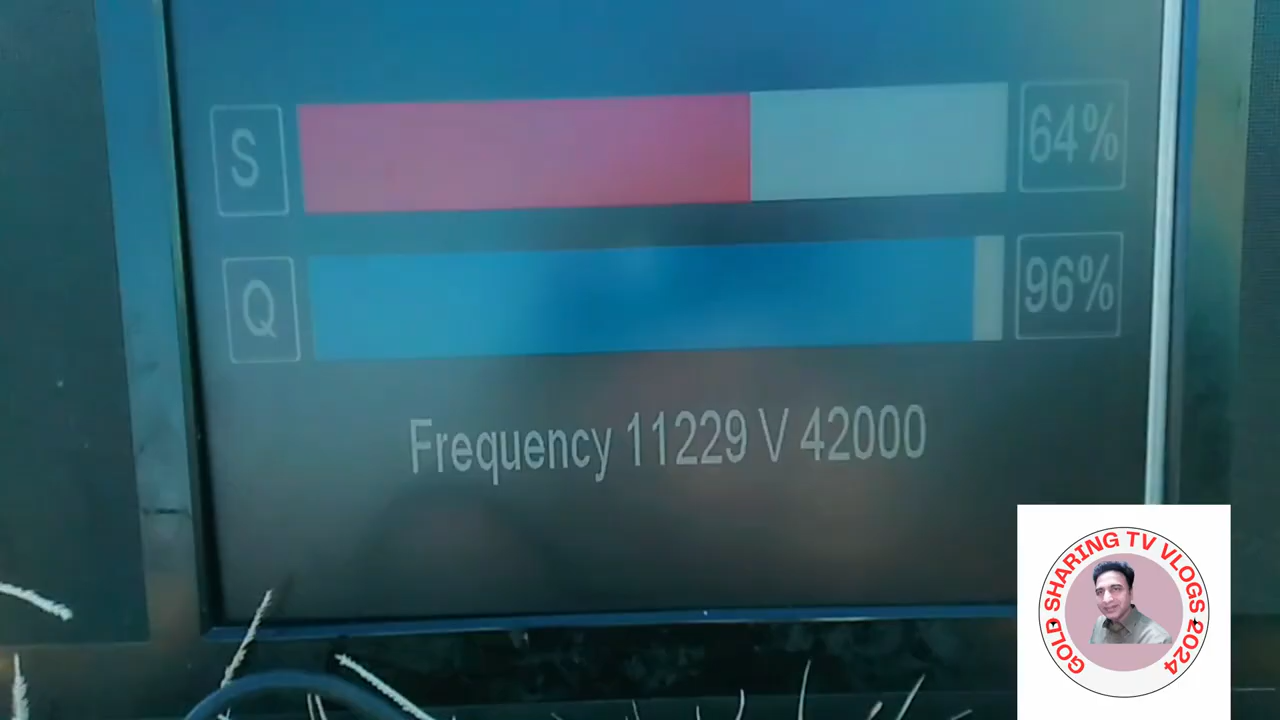 S 64%
Q 96%
Frequency 11229 V 42000
GOLD SHARING TV VLOGS 2024